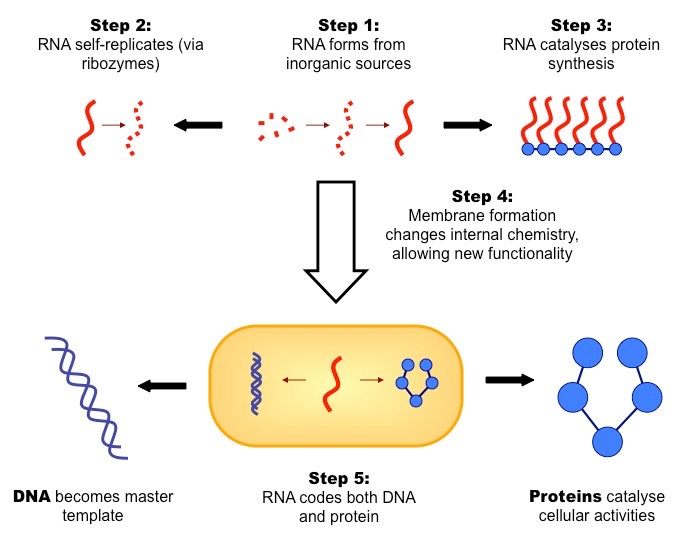 Step 2:
RNA self-replicates (via
ribozymes)
Step 1:
RNA forms from
inorganic sources
Step 3:
RNA catalyses protein
synthesis
Step 4:
Membrane formation
changes internal chemistry,
allowing new functionality
DNA becomes master
template
Step 5:
RNA codes both DNA
and protein
Proteins catalyse
cellular activities